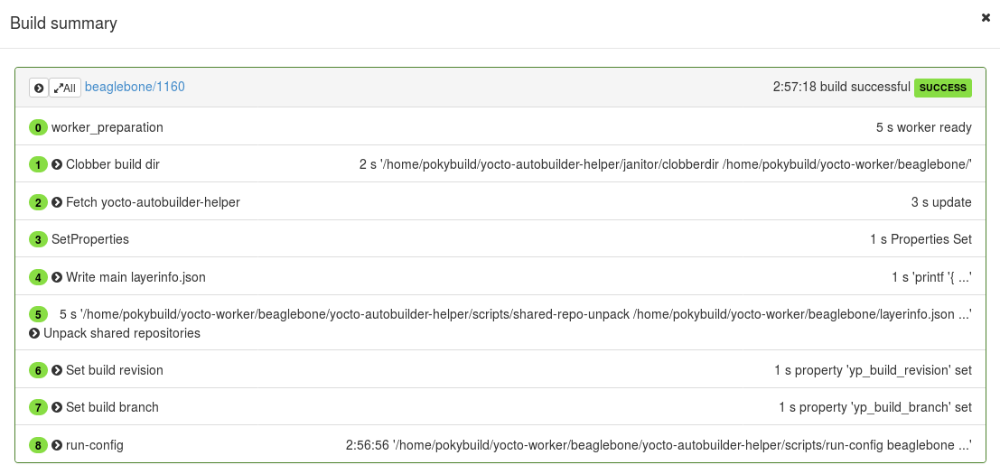 Build summary
All beaglebone/1160 2:57:18 build successful SUCCESS
0 worker_preparation 5 s worker ready
1 Clobber build dir 2 s '/home/pokybuild/yocto-autobuilder-helper/janitor/clobberdir /home/pokybuild/yocto-worker/beaglebone/'
2 Fetch yocto-autobuilder-helper 3 s update
3 SetProperties 1 s Properties Set
4 Write main layerinfo.json 1 s 'printf '{ ...'
5 5 s '/home/pokybuild/yocto-worker/beaglebone/yocto-autobuilder-helper/scripts/shared-repo-unpack /home/pokybuild/yocto-worker/beaglebone/layerinfo.json ...'
Unpack shared repositories
6 Set build revision 1 s property 'yp_build_revision' set
7 Set build branch 1 s property 'yp_build_branch' set
8 run-config 2:56:56 '/home/pokybuild/yocto-worker/beaglebone/yocto-autobuilder-helper/scripts/run-config beaglebone ...'